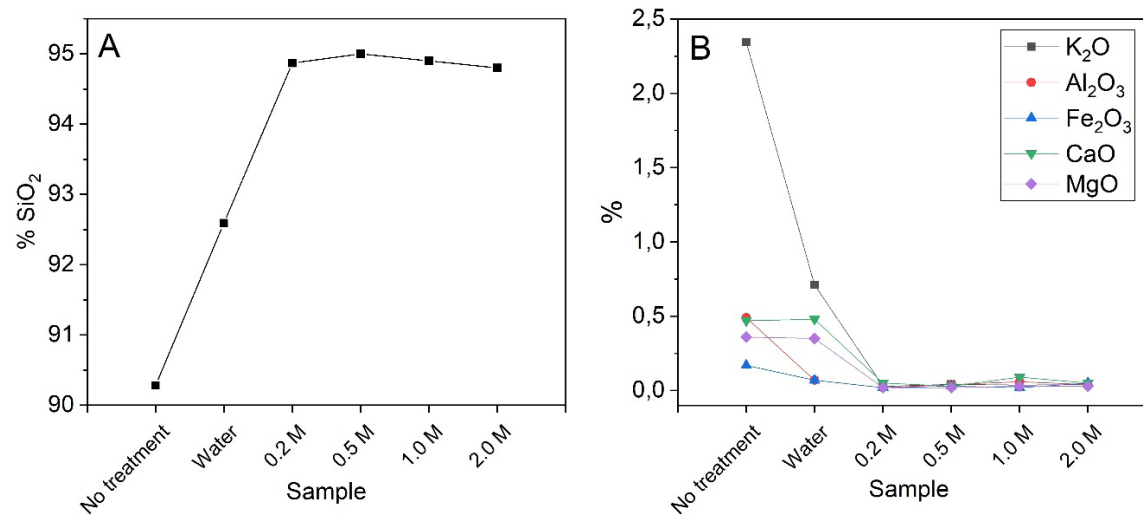 A
95
94
93
92
91
90
% SiO₂
No treatment
Water
0.2 M
0.5 M
1.0 M
2.0 M
Sample
B
2,5
2,0
1,5
1,0
0,5
0,0
%
K₂O
Al₂O₃
Fe₂O₃
CaO
MgO
No treatment
Water
0.2 M
0.5 M
1.0 M
2.0 M
Sample